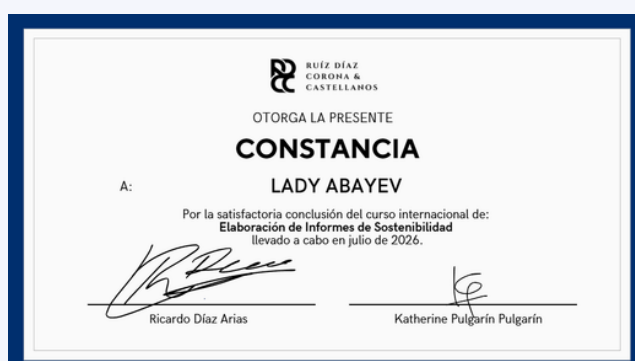 RUÍZ DÍAZ
CORONA &
CASTELLANOS
OTORGA LA PRESENTE
CONSTANCIA
A: LADY ABAYEV
Por la satisfactoria conclusión del curso internacional de:
Elaboración de Informes de Sostenibilidad
llevado a cabo en julio de 2026.
Ricardo Díaz Arias Katherine Pulgarín Pulgarín